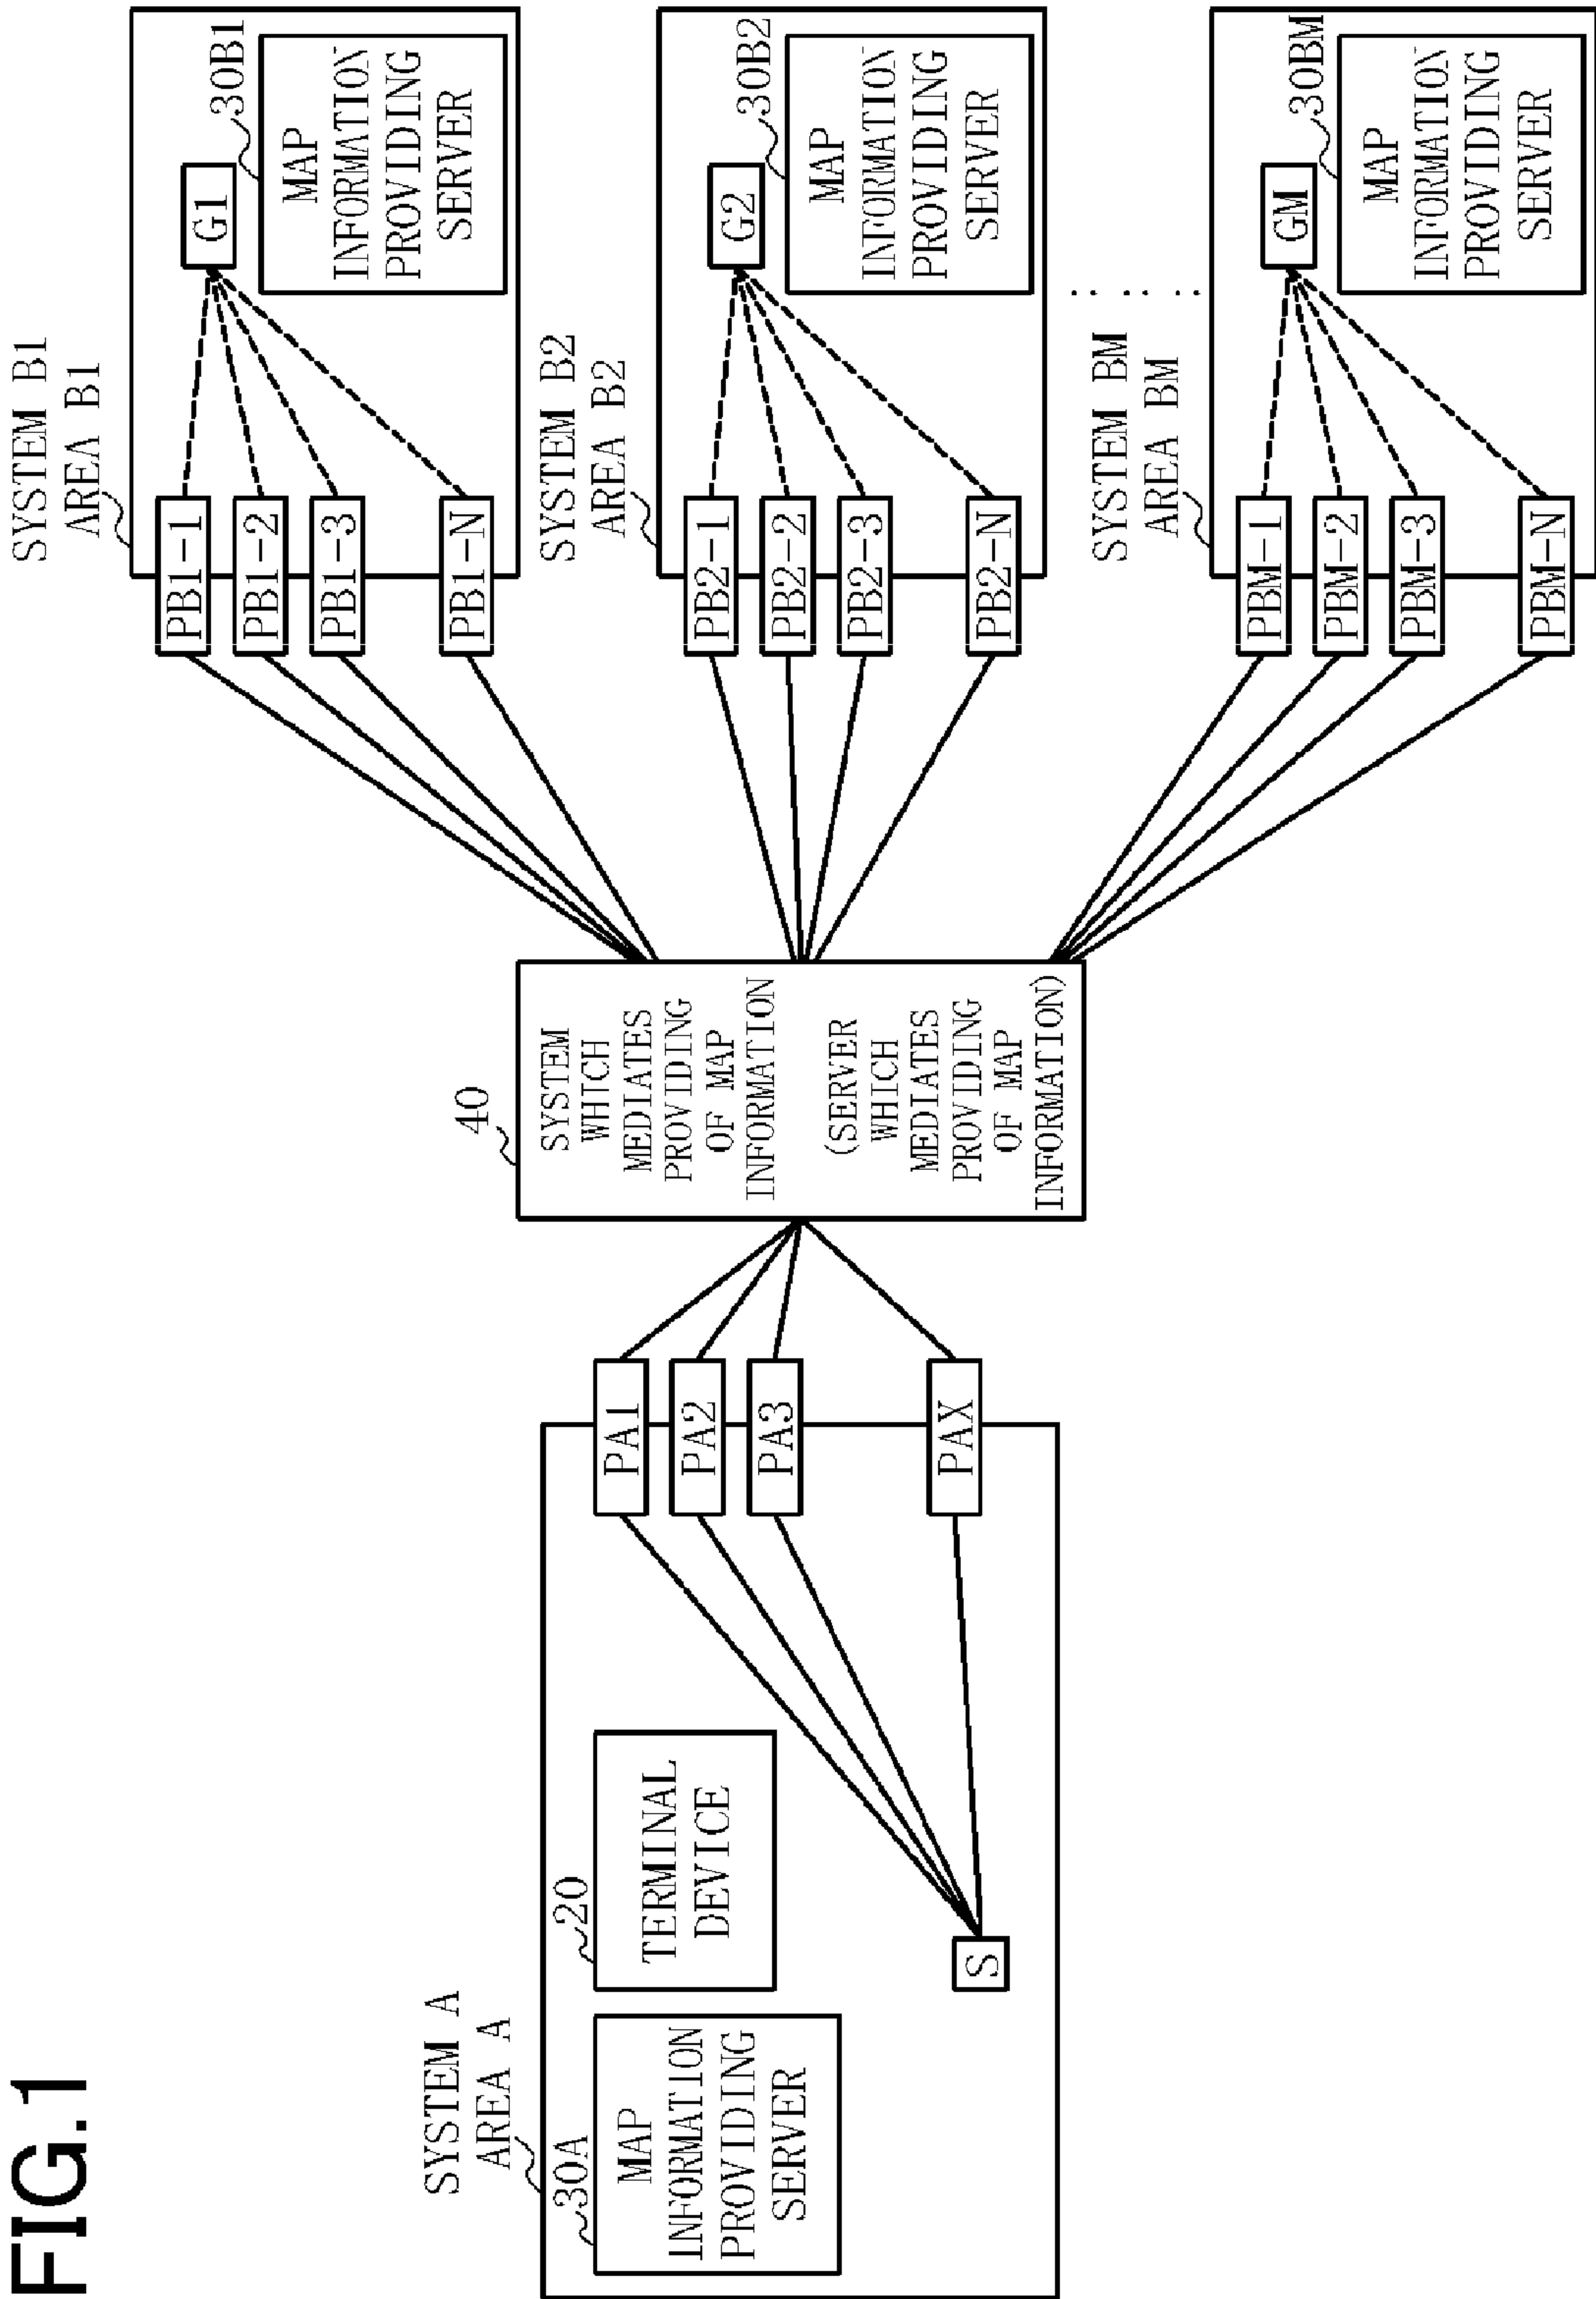 FIG.1
SYSTEM A
AREA A
30A
MAP
INFORMATION
PROVIDING
SERVER
20
TERMINAL
DEVICE
S
PA1
PA2
PA3
PAX
40
SYSTEM
WHICH
MEDIATES
PROVIDING
OF MAP
INFORMATION
(SERVER
WHICH
MEDIATES
PROVIDING
OF MAP
INFORMATION)
SYSTEM B1
AREA B1
PB1-1
PB1-2
PB1-3
PB1-N
G1
30B1
MAP
INFORMATION
PROVIDING
SERVER
SYSTEM B2
AREA B2
PB2-1
PB2-2
PB2-3
PB2-N
G2
30B2
MAP
INFORMATION
PROVIDING
SERVER
......
SYSTEM BM
AREA BM
PBM-1
PBM-2
PBM-3
PBM-N
GM
30BM
MAP
INFORMATION
PROVIDING
SERVER